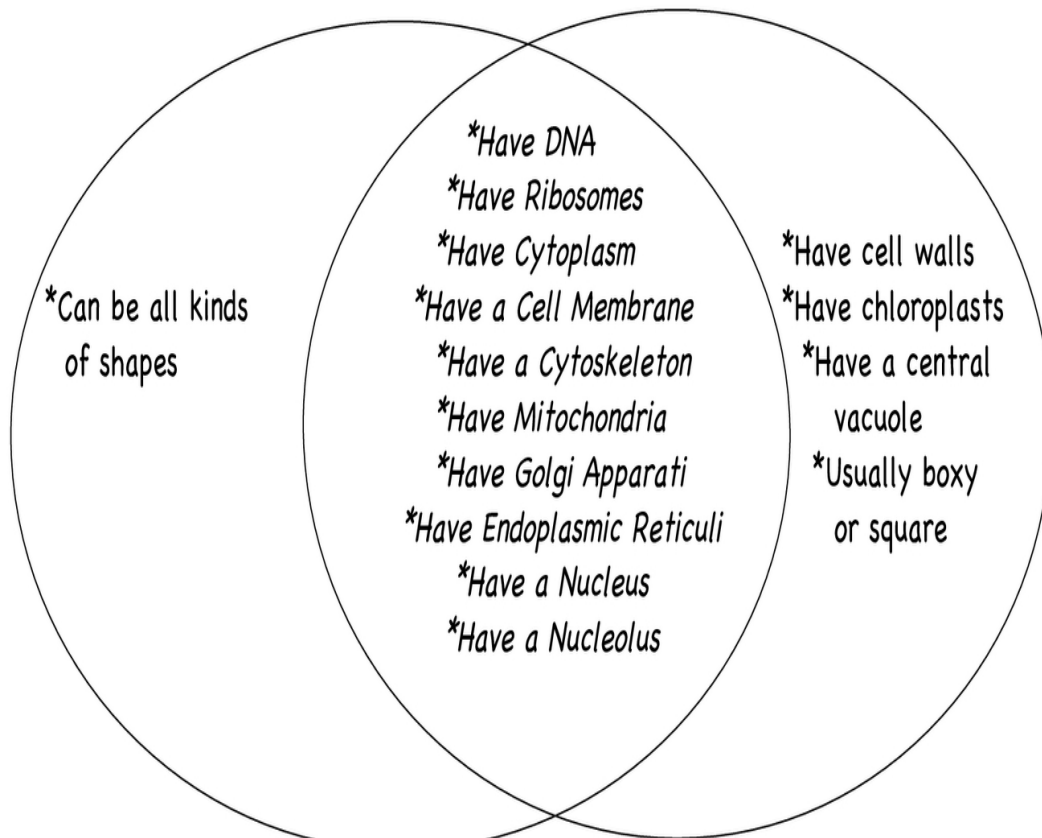 *Can be all kinds
of shapes
*Have DNA
*Have Ribosomes
*Have Cytoplasm
*Have a Cell Membrane
*Have a Cytoskeleton
*Have Mitochondria
*Have Golgi Apparati
*Have Endoplasmic Reticuli
*Have a Nucleus
*Have a Nucleolus
*Have cell walls
*Have chloroplasts
*Have a central
vacuole
*Usually boxy
or square